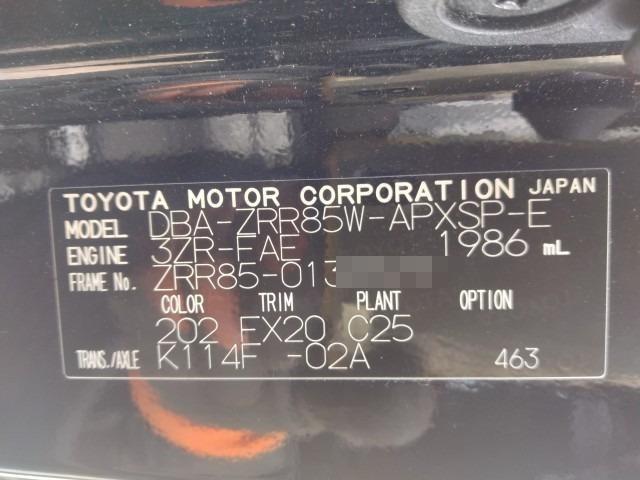 TOYOTA MOTOR CORPORATION JAPAN
MODEL DBA-ZRR85W-APXSP-E
ENGINE 3ZR-FAE 1986 mL
FRAME No. ZRR85-013
COLOR TRIM PLANT OPTION
202 EX20 C25
TRANS./AXLE K114F -02A 463